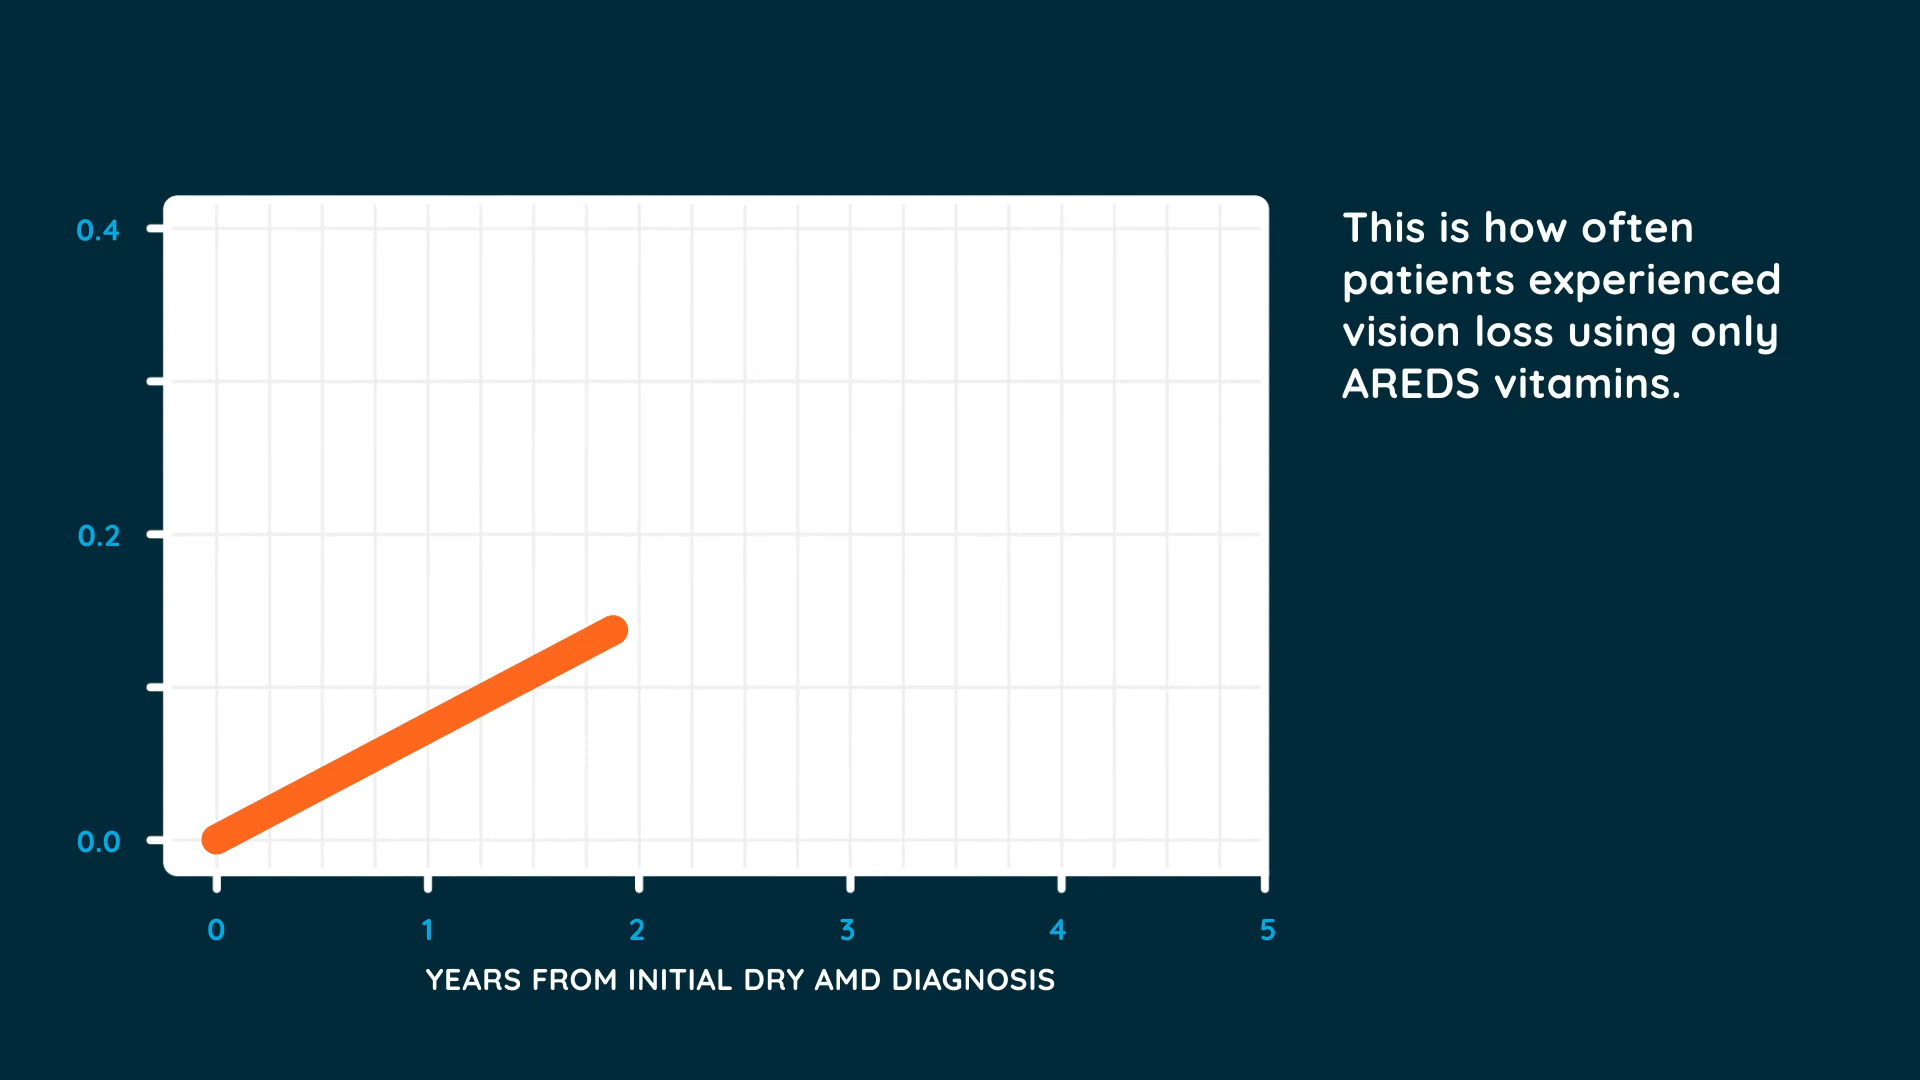 This is how often
patients experienced
vision loss using only
AREDS vitamins.
0.4
0.2
0.0
0 1 2 3 4 5
YEARS FROM INITIAL DRY AMD DIAGNOSIS